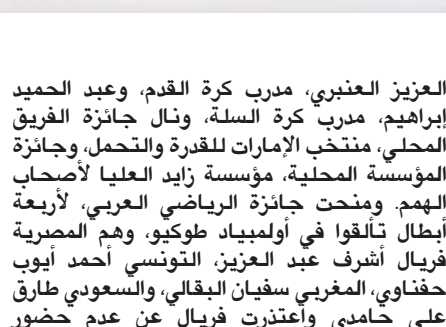 العزيز العنبري، مدرب كرة القدم، وعبد الحميد
إبراهيم، مدرب كرة السلة، ونال جائزة الفريق
المحلي، منتخب الإمارات للقدرة والتحمل، وجائزة
المؤسسة المحلية، مؤسسة زايد العليا لأصحاب
الهمم. ومنحت جائزة الرياضي العربي، لأربعة
أبطال تألقوا في أولمبياد طوكيو، وهم المصرية
فريال أشرف عبد العزيز، التونسي أحمد أيوب
حفناوي، المغربي سفيان البقالي، والسعودي طارق
علي حامدي واعتذرت فريال عن عدم حضور